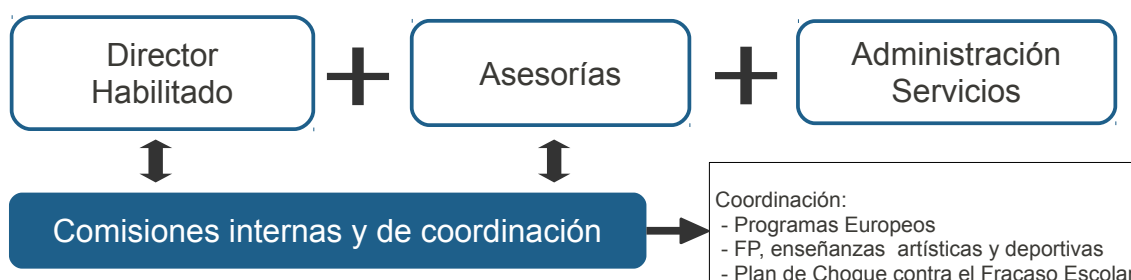 Director
Habilitado
Asesorías
Administración
Servicios
Comisiones internas y de coordinación
Coordinación:
- Programas Europeos
- FP, enseñanzas artísticas y deportivas
- Plan de Choque contra el Fracaso Escolar